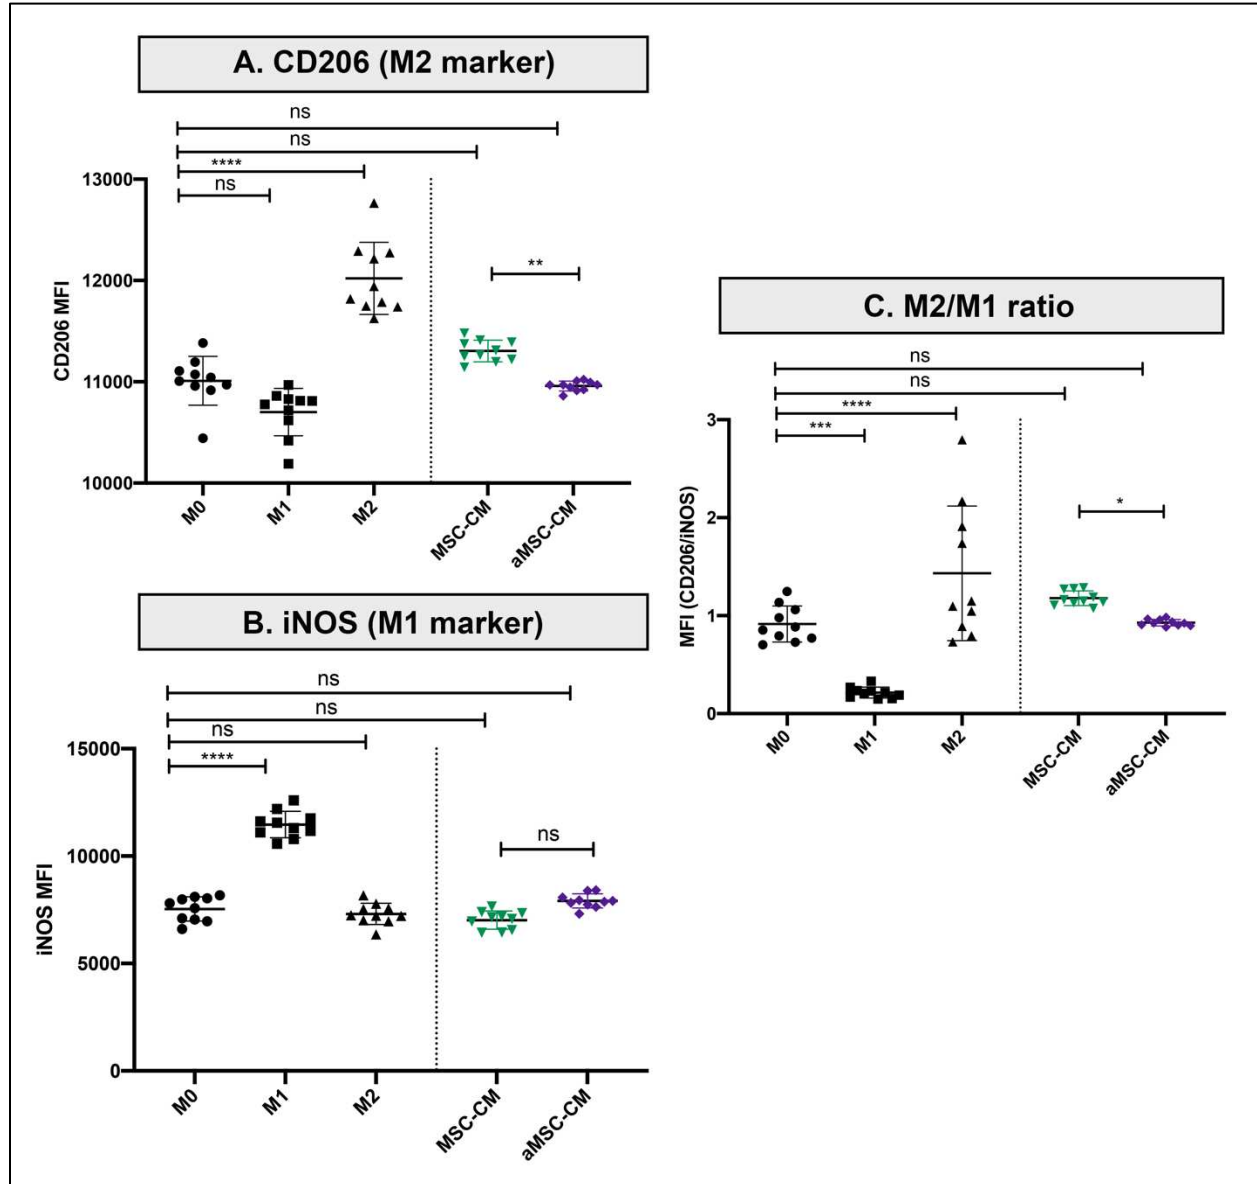 A. CD206 (M2 marker)
ns
ns
****
ns
13000
12000
11000
10000
CD206 MFI
**
M0
M1
M2
MSC-CM
aMSC-CM
B. iNOS (M1 marker)
ns
ns
ns
****
15000
10000
5000
0
iNOS MFI
ns
M0
M1
M2
MSC-CM
aMSC-CM
C. M2/M1 ratio
ns
ns
****
***
3
2
1
0
MFI (CD206/iNOS)
*
M0
M1
M2
MSC-CM
aMSC-CM